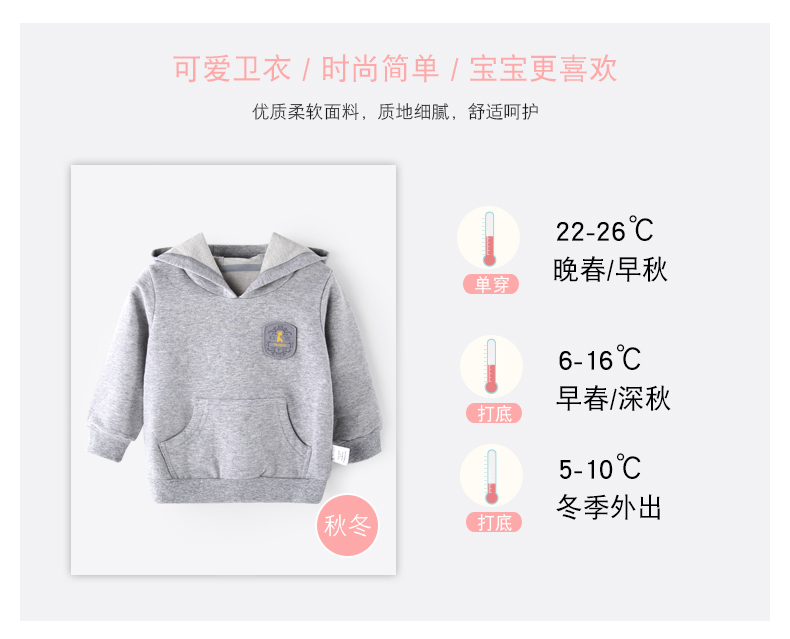 可爱卫衣 / 时尚简单 / 宝宝更喜欢
优质柔软面料，质地细腻，舒适呵护
22-26℃
单穿
晚春/早秋
6-16℃
打底
早春/深秋
5-10℃
打底
冬季外出
秋冬